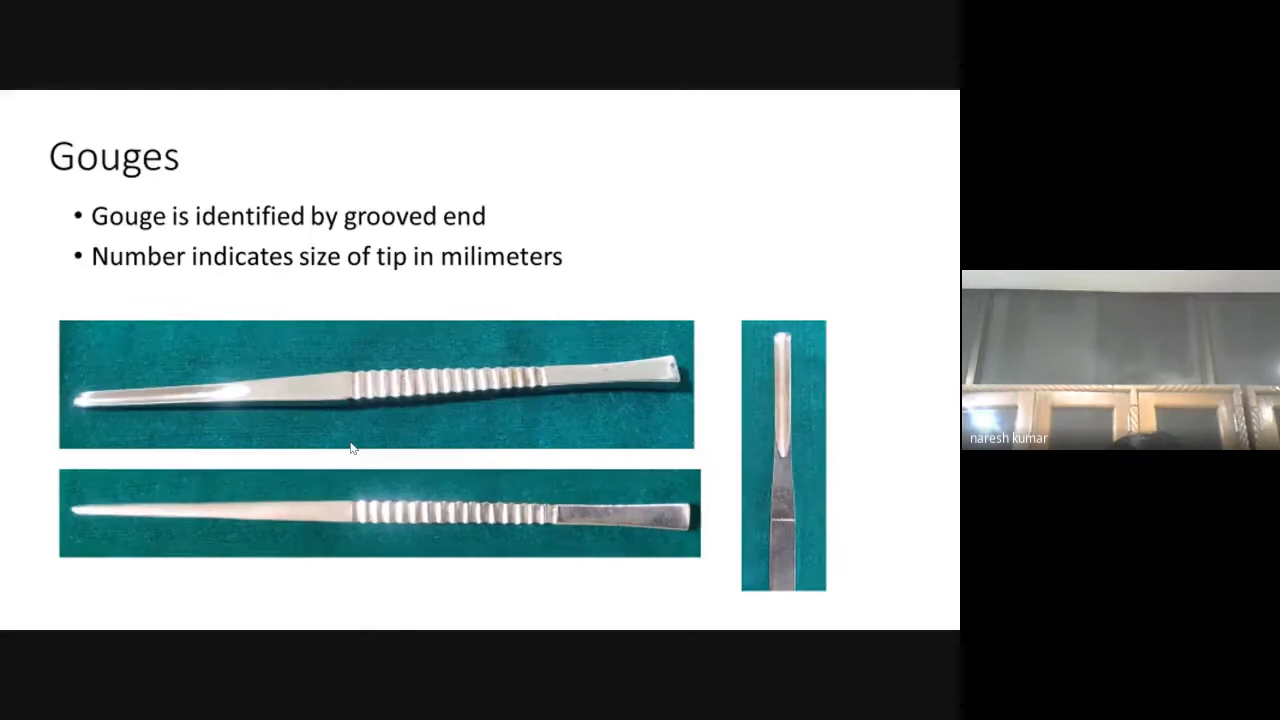 Gouges
• Gouge is identified by grooved end
• Number indicates size of tip in milimeters
naresh kumar